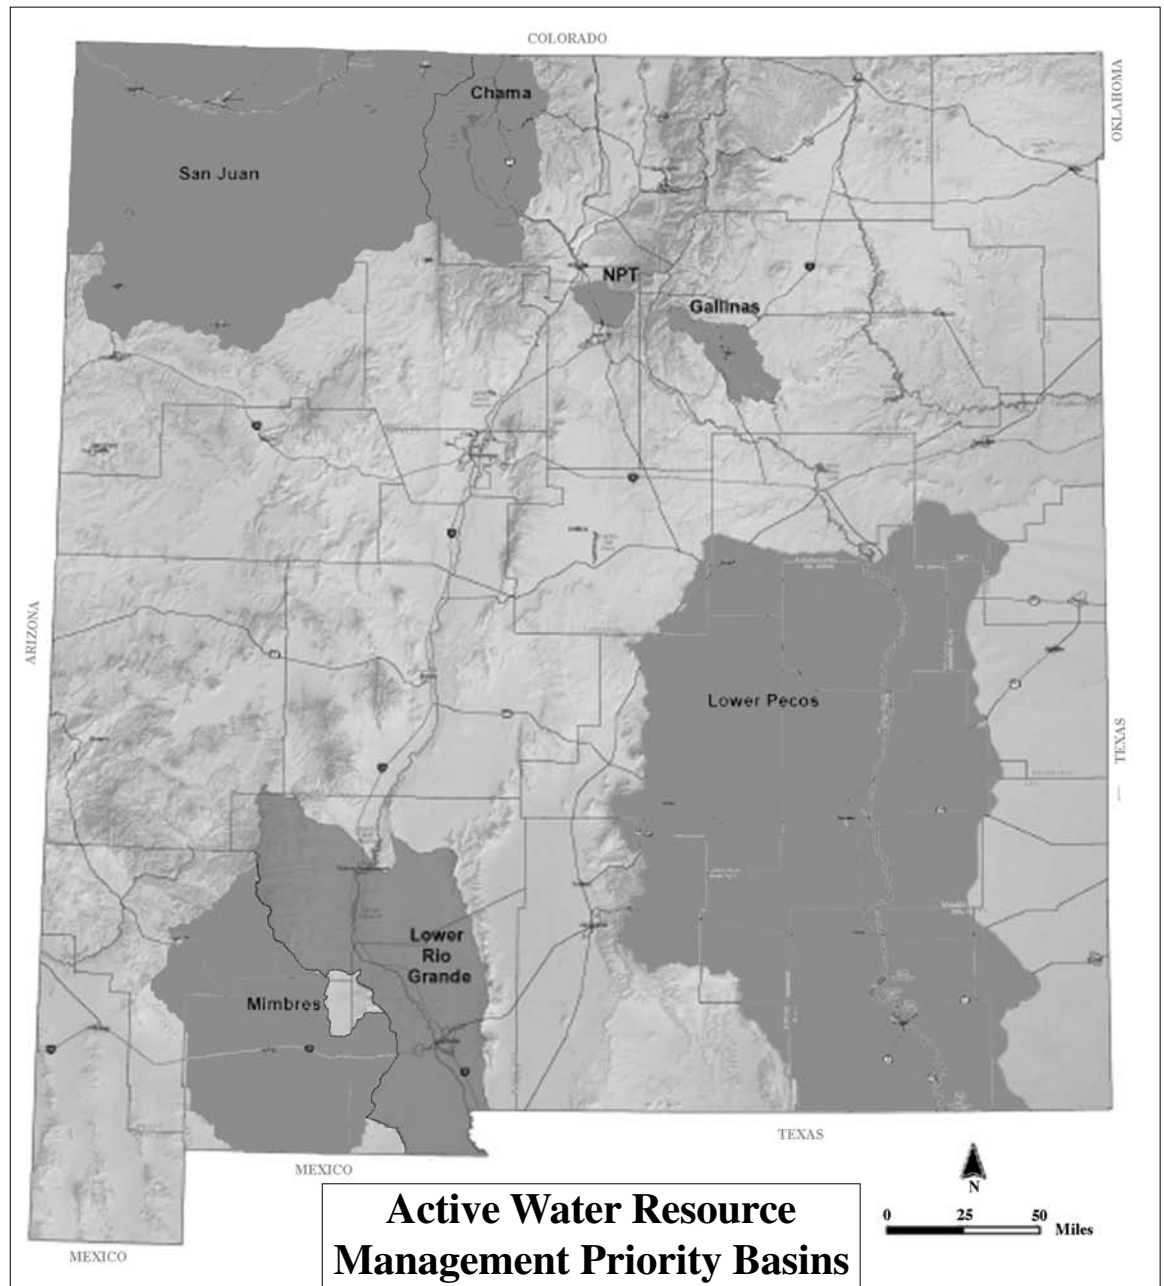 COLORADO
OKLAHOMA
Chama
San Juan
NPT
Gallinas
ARIZONA
Lower Pecos
TEXAS
Lower
Rio
Grande
Mimbres
TEXAS
MEXICO
N
0 25 50
Miles
MEXICO
Active Water Resource
Management Priority Basins